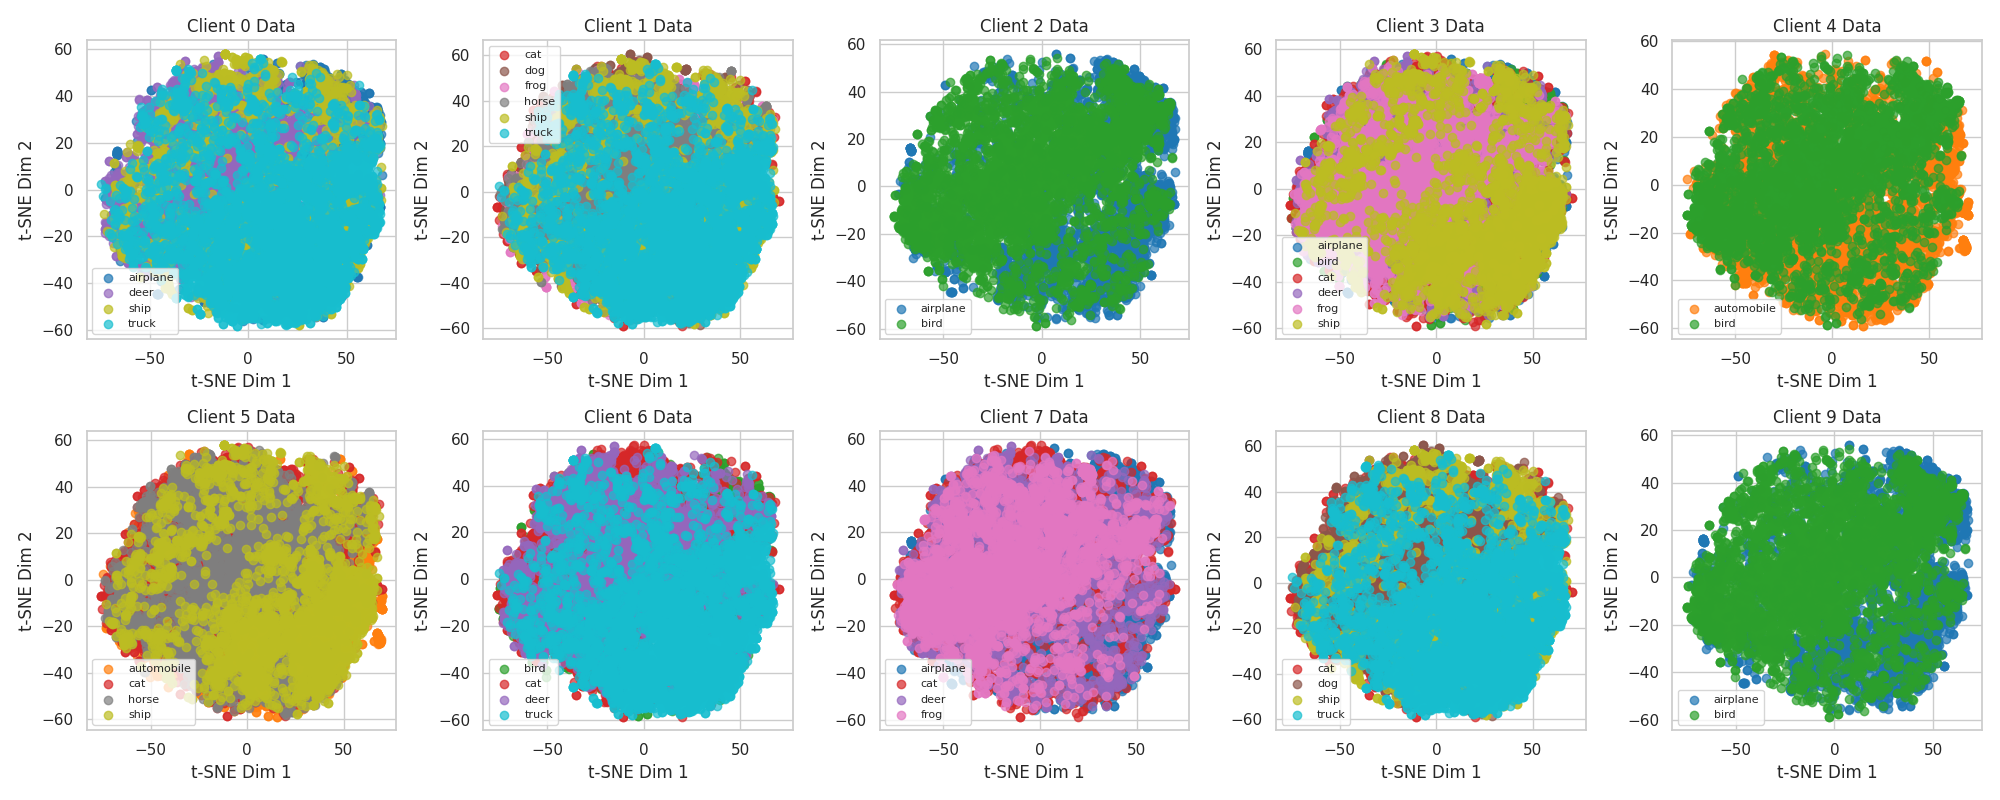 Client 0 Data
60
40
20
0
−20
−40
−60
t-SNE Dim 2
airplane
deer
ship
truck
−50
0
50
t-SNE Dim 1
Client 1 Data
60
40
20
0
−20
−40
−60
t-SNE Dim 2
cat
dog
frog
horse
ship
truck
−50
0
50
t-SNE Dim 1
Client 2 Data
60
40
20
0
−20
−40
−60
t-SNE Dim 2
airplane
bird
−50
0
50
t-SNE Dim 1
Client 3 Data
60
40
20
0
−20
−40
−60
t-SNE Dim 2
airplane
bird
cat
deer
frog
ship
−50
0
50
t-SNE Dim 1
Client 4 Data
60
40
20
0
−20
−40
−60
t-SNE Dim 2
automobile
bird
−50
0
50
t-SNE Dim 1
Client 5 Data
60
40
20
0
−20
−40
−60
t-SNE Dim 2
automobile
cat
horse
ship
−50
0
50
t-SNE Dim 1
Client 6 Data
60
40
20
0
−20
−40
−60
t-SNE Dim 2
bird
cat
deer
truck
−50
0
50
t-SNE Dim 1
Client 7 Data
60
40
20
0
−20
−40
−60
t-SNE Dim 2
airplane
cat
deer
frog
−50
0
50
t-SNE Dim 1
Client 8 Data
60
40
20
0
−20
−40
−60
t-SNE Dim 2
cat
dog
ship
truck
−50
0
50
t-SNE Dim 1
Client 9 Data
60
40
20
0
−20
−40
−60
t-SNE Dim 2
airplane
bird
−50
0
50
t-SNE Dim 1